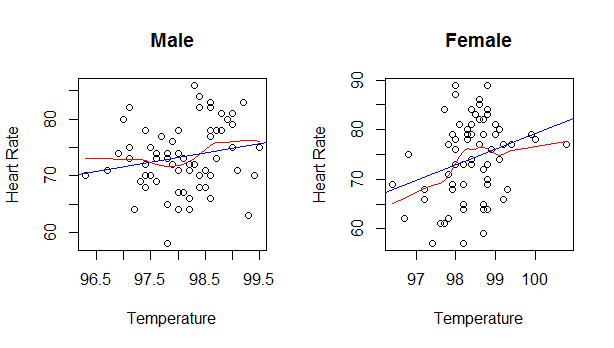 Male
Heart Rate
60
70
80
96.5 97.5 98.5 99.5
Temperature
Female
Heart Rate
60
70
80
90
97 98 99 100
Temperature